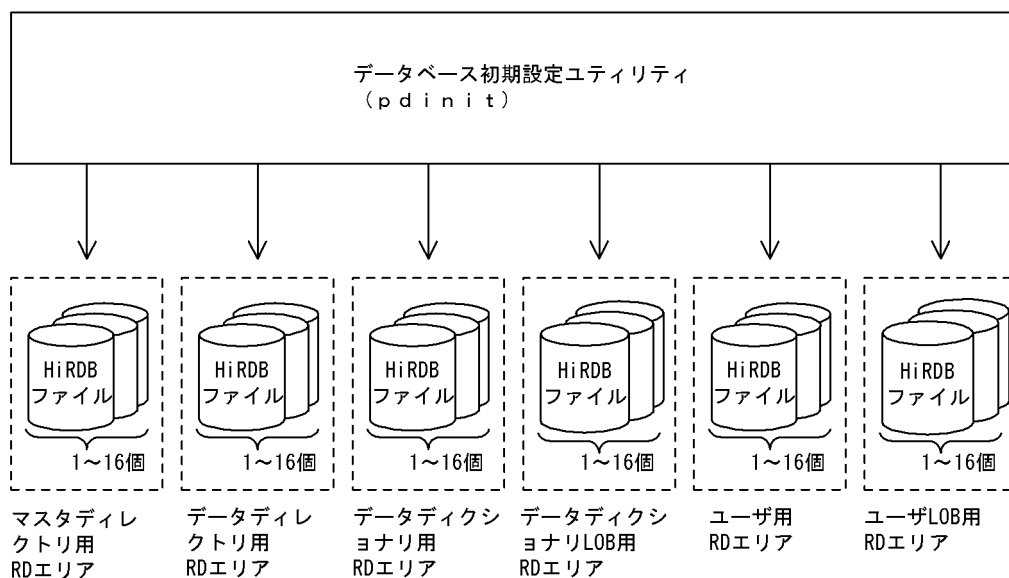 データベース初期設定ユティリティ
（ｐｄｉｎｉｔ）
HiRDB
ファイル
1～16個
HiRDB
ファイル
1～16個
HiRDB
ファイル
1～16個
HiRDB
ファイル
1～16個
HiRDB
ファイル
1～16個
HiRDB
ファイル
1～16個
マスタディレ
クトリ用
RDエリア
データディレ
クトリ用
RDエリア
データディクシ
ョナリ用
RDエリア
データディクシ
ョナリLOB用
RDエリア
ユーザ用
RDエリア
ユーザLOB用
RDエリア